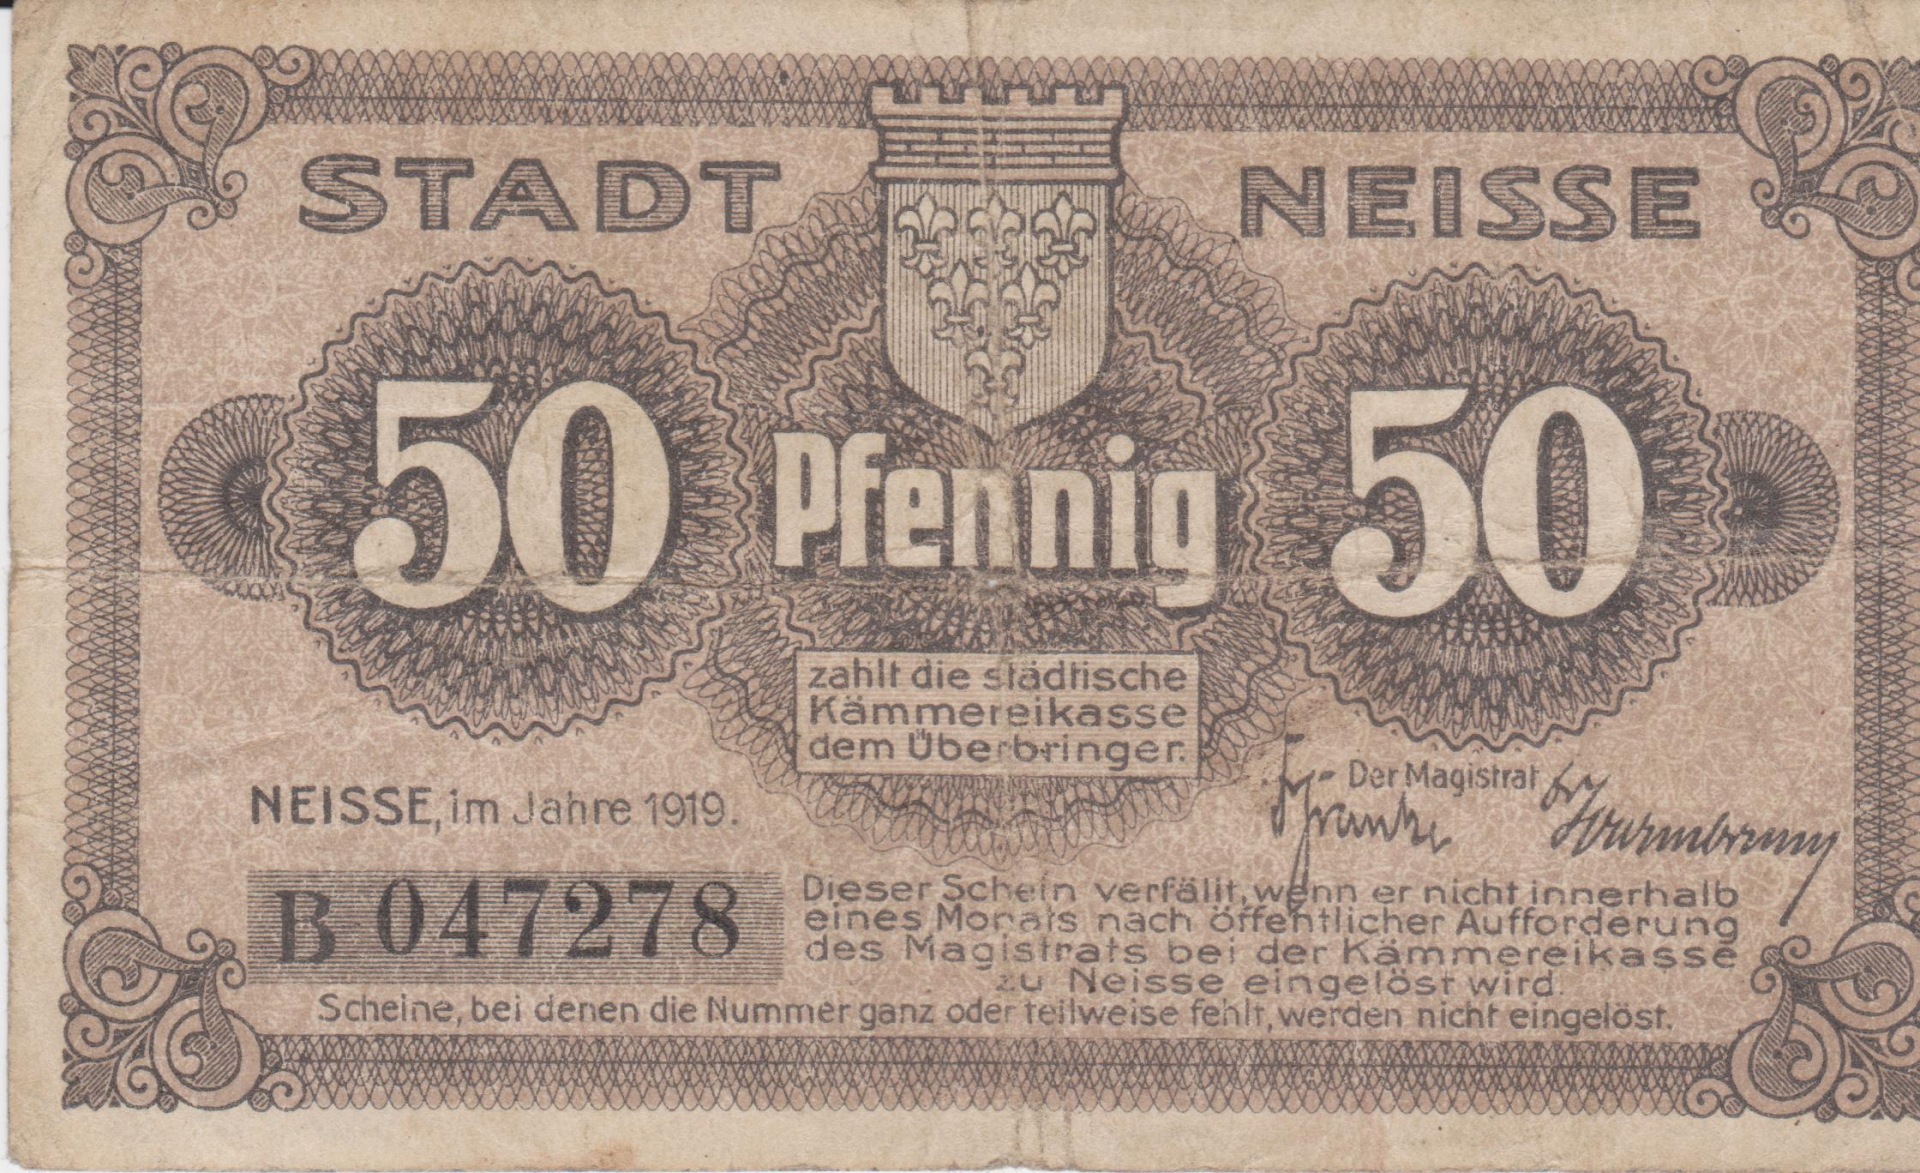 STADT NEISSE
50 Pfennig 50
zahlt die städtische
Kämmereikasse
dem Überbringer.
NEISSE, im Jahre 1919.
Der Magistrat
Franke
B 047278
Dieser Schein verfällt, wenn er nicht innerhalb
eines Monats nach öffentlicher Aufforderung
des Magistrats bei der Kämmereikasse
zu Neisse eingelöst wird.
Scheine, bei denen die Nummer ganz oder teilweise fehlt, werden nicht eingelöst.